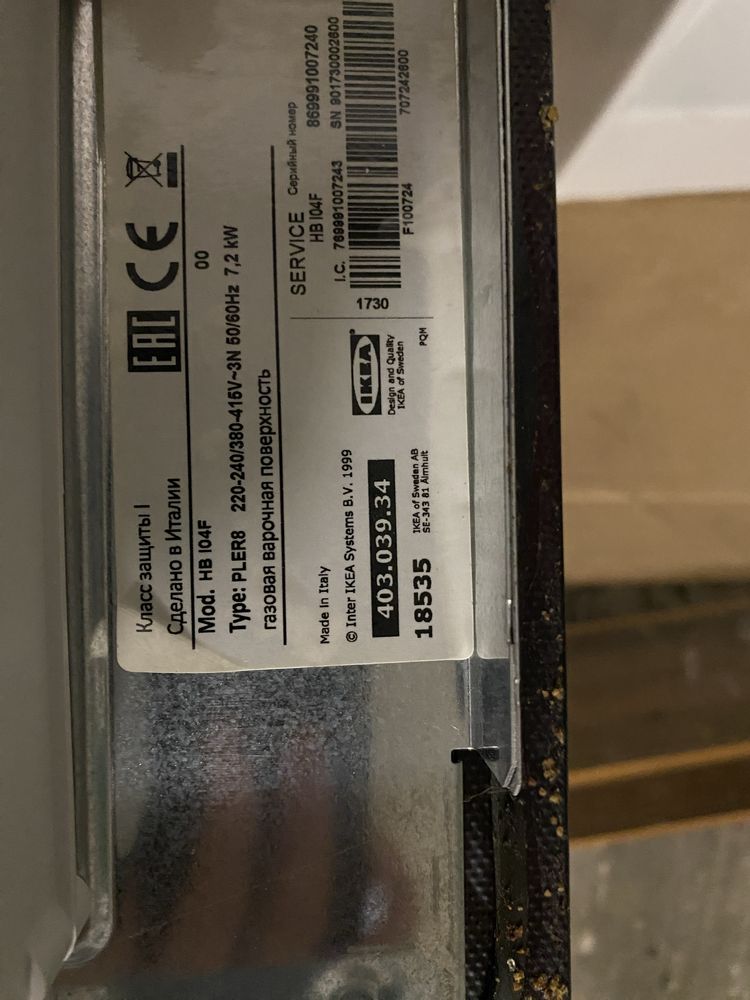 Класс защиты I
Сделано в Италии
EAC
CE
Mod. HB I04F 00
Type: PLER8 220-240/380-415V~3N 50/60Hz 7,2 kW
газовая варочная поверхность
Made in Italy
© Inter IKEA Systems B.V. 1999
403.039.34
18535
IKEA of Sweden AB
SE-343 81 Älmhult
IKEA®
Design and Quality
IKEA of Sweden
PQM
SERVICE Серийный номер
HB I04F 869991007240
I.C. 769991007243 SN 901730002600
1730
F100724 707242600